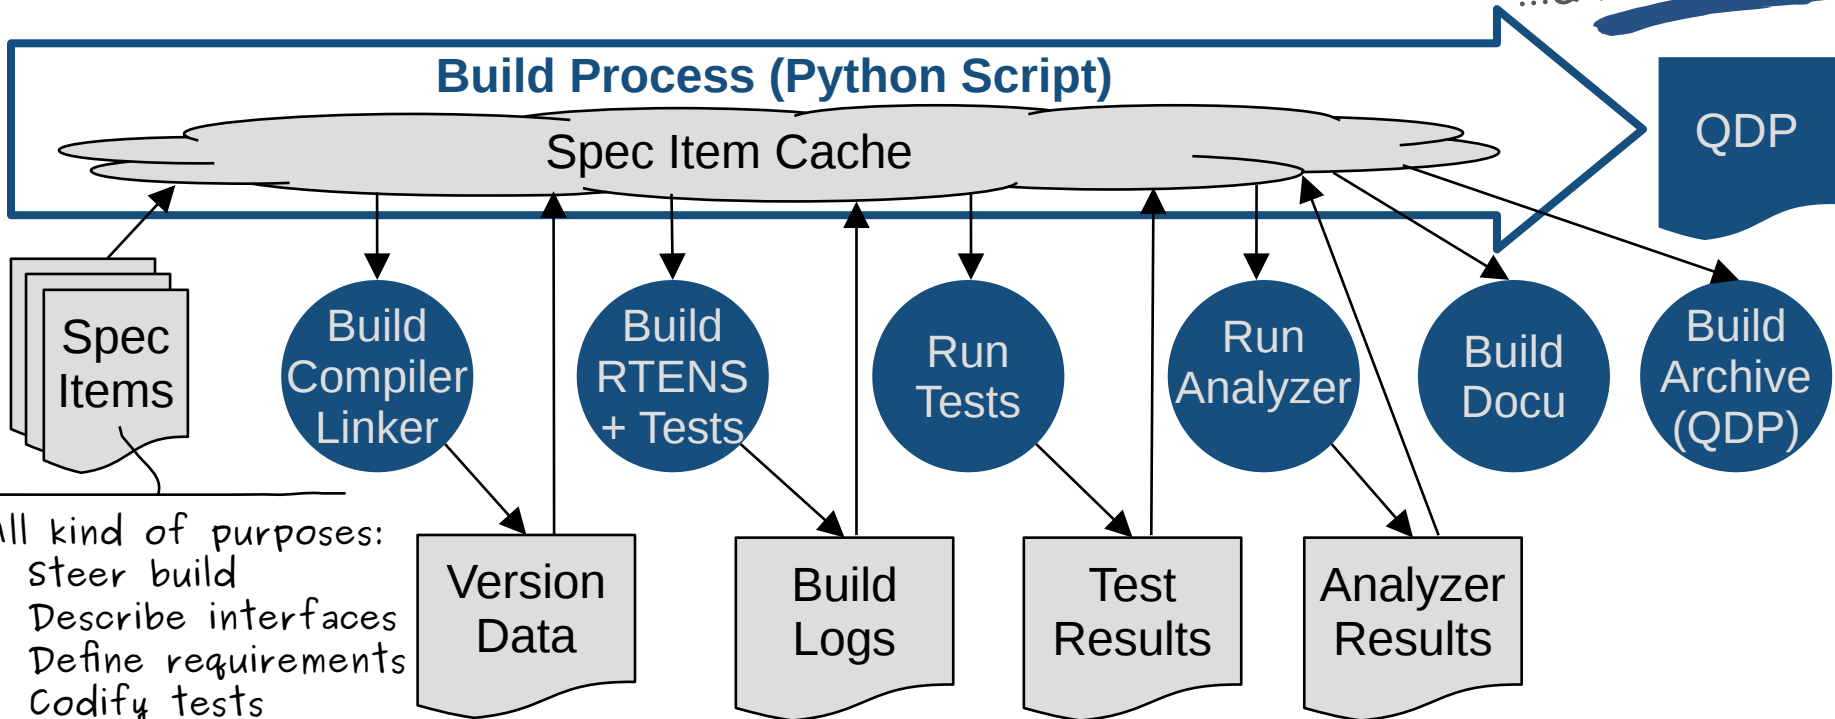 Build Process (Python Script)
Spec Item Cache
QDP
Spec
Items
Build
Compiler
Linker
Build
RTENS
+ Tests
Run
Tests
Run
Analyzer
Build
Docu
Build
Archive
(QDP)
kind of purposes:
Steer build
Describe interfaces
Define requirements
Codify tests
Version
Data
Build
Logs
Test
Results
Analyzer
Results